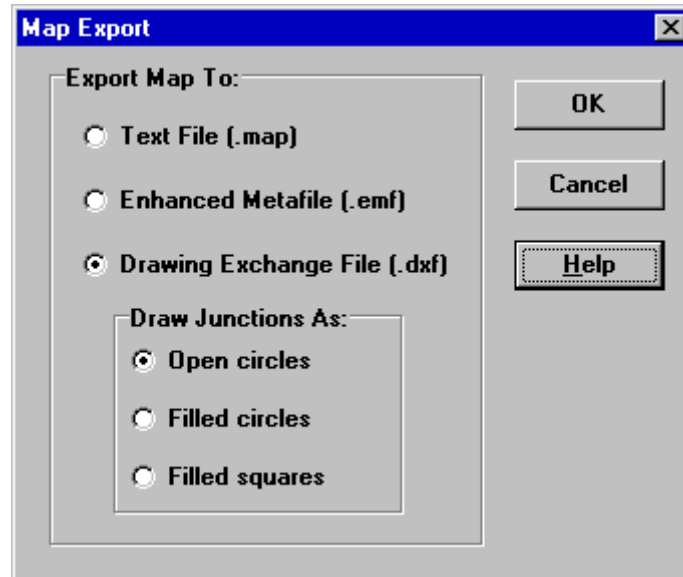 Map Export
Export Map To:
Text File (.map)
Enhanced Metafile (.emf)
Drawing Exchange File (.dxf)
Draw Junctions As:
Open circles
Filled circles
Filled squares
OK
Cancel
Help